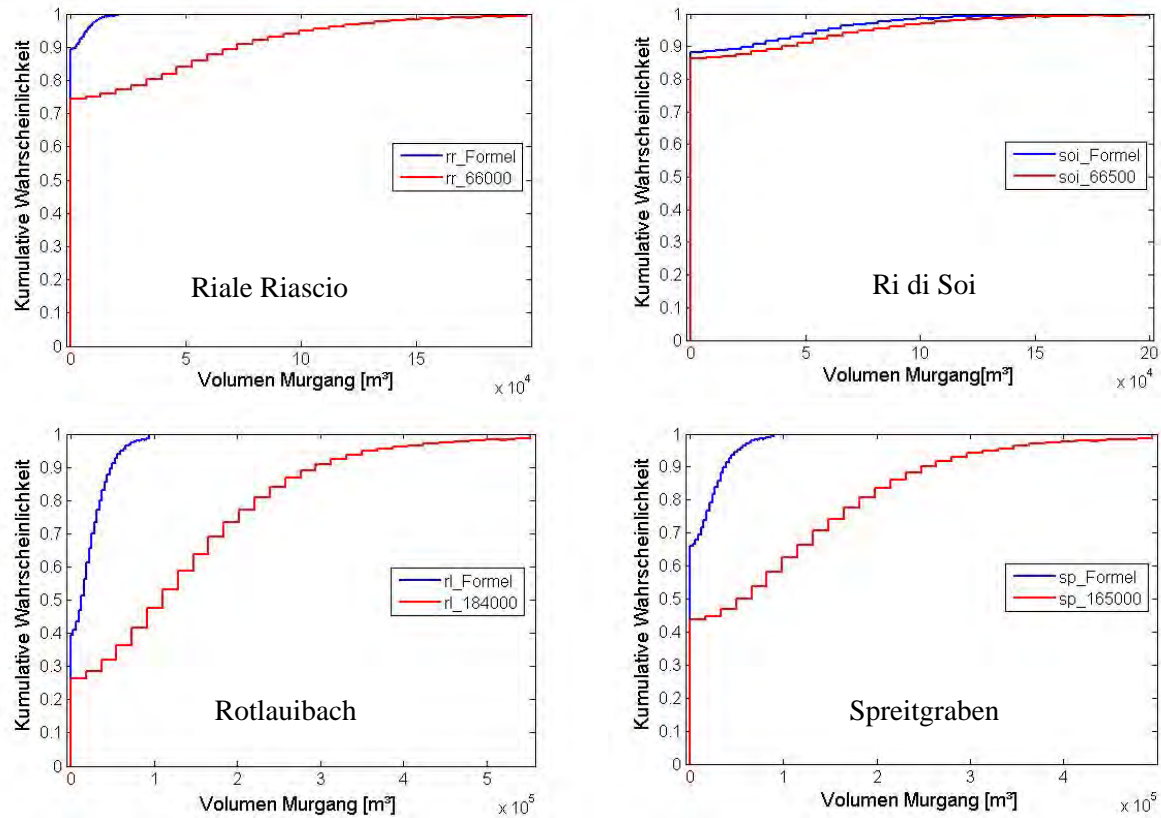 Kumulative Wahrscheinlichkeit
1
0.9
0.8
0.7
0.6
0.5
0.4
0.3
0.2
0.1
0
rr_Formel
rr_66000
Riale Riascio
0 5 10 15
Volumen Murgang [m³]
x 10⁴
Kumulative Wahrscheinlichkeit
1
0.9
0.8
0.7
0.6
0.5
0.4
0.3
0.2
0.1
0
soi_Formel
soi_66500
Ri di Soi
0 5 10 15 20
Volumen Murgang[m³]
x 10⁴
Kumulative Wahrscheinlichkeit
1
0.9
0.8
0.7
0.6
0.5
0.4
0.3
0.2
0.1
0
rl_Formel
rl_184000
Rotlauibach
0 1 2 3 4 5
Volumen Murgang [m³]
x 10⁵
Kumulative Wahrscheinlichkeit
1
0.9
0.8
0.7
0.6
0.5
0.4
0.3
0.2
0.1
0
sp_Formel
sp_165000
Spreitgraben
0 1 2 3 4
Volumen Murgang [m³]
x 10⁵